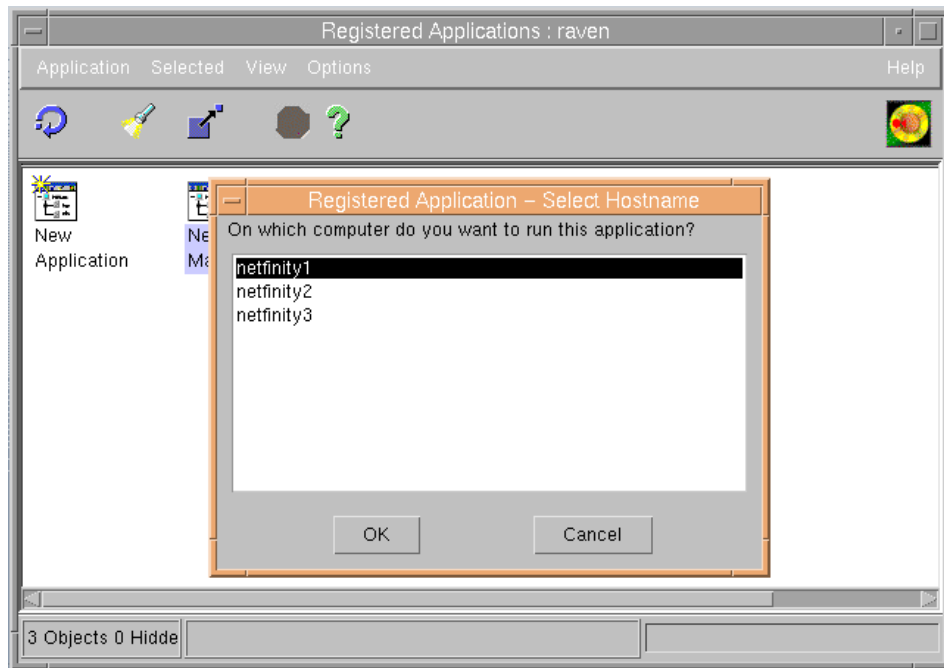 Registered Applications : raven
Application Selected View Options Help
New
Application
Ne
Ma
Registered Application – Select Hostname
On which computer do you want to run this application?
netfinity1
netfinity2
netfinity3
OK Cancel
3 Objects 0 Hidde